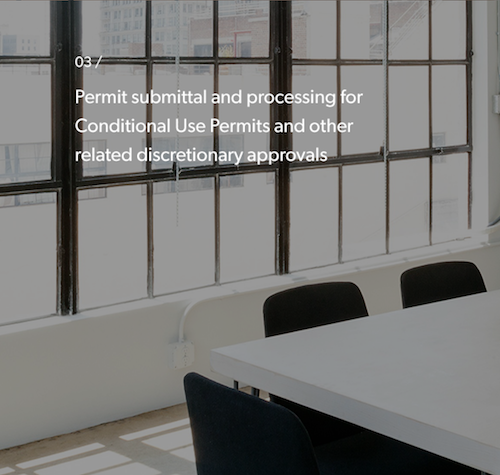 03 /
Permit submittal and processing for
Conditional Use Permits and other
related discretionary approvals